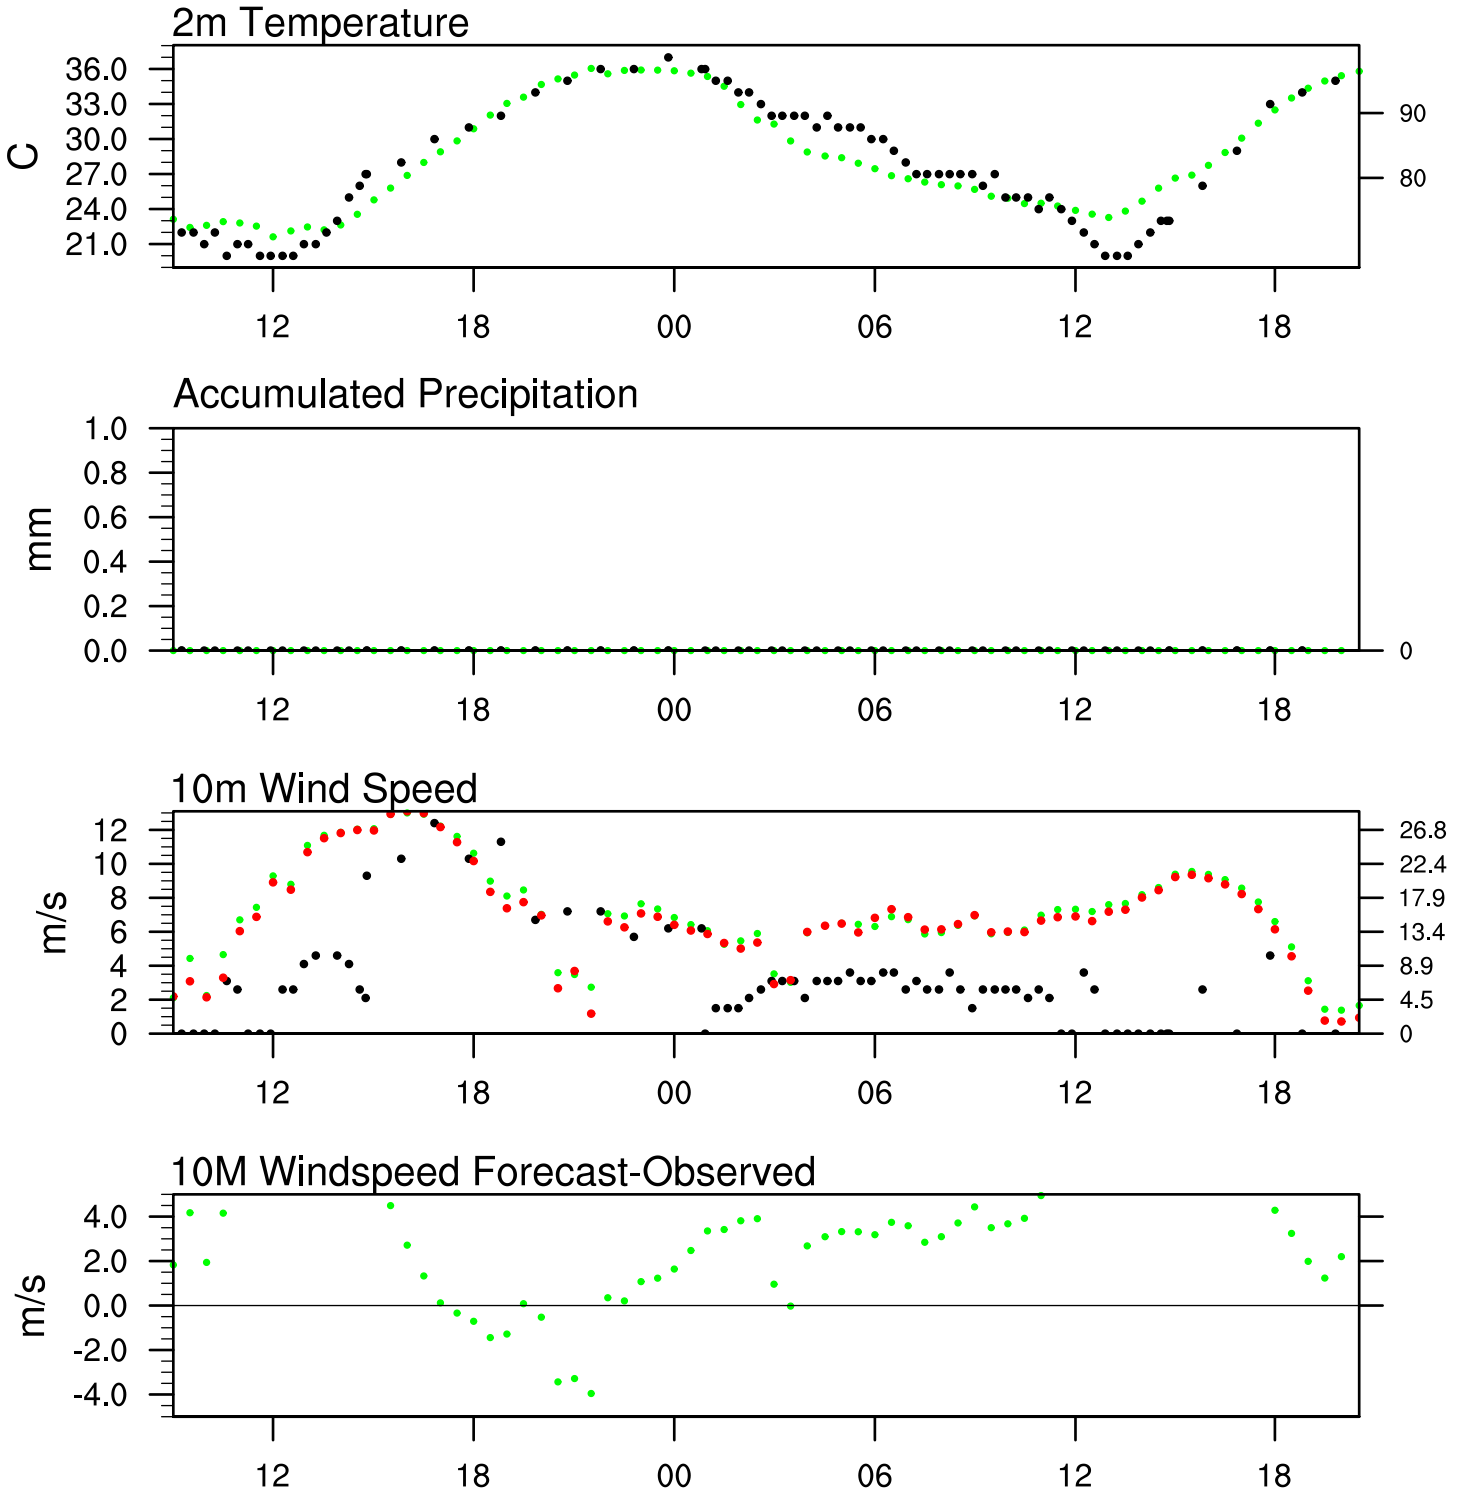 2m Temperature
36.0
33.0
30.0
27.0
24.0
21.0
C
90
80
12 18 00 06 12 18
Accumulated Precipitation
1.0
0.8
0.6
0.4
0.2
0.0
mm
0
12 18 00 06 12 18
10m Wind Speed
12
10
8
6
4
2
0
m/s
26.8
22.4
17.9
13.4
8.9
4.5
0
12 18 00 06 12 18
10M Windspeed Forecast-Observed
4.0
2.0
0.0
-2.0
-4.0
m/s
12 18 00 06 12 18